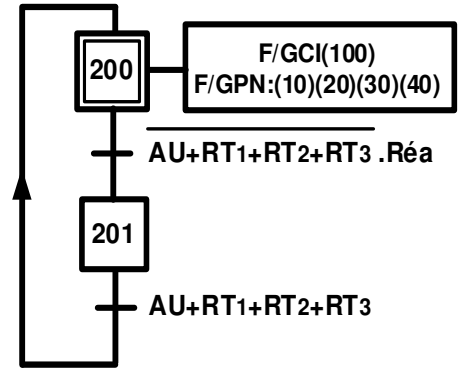 200
F/GCI(100)
F/GPN:(10)(20)(30)(40)
AU+RT1+RT2+RT3 .Réa
201
AU+RT1+RT2+RT3